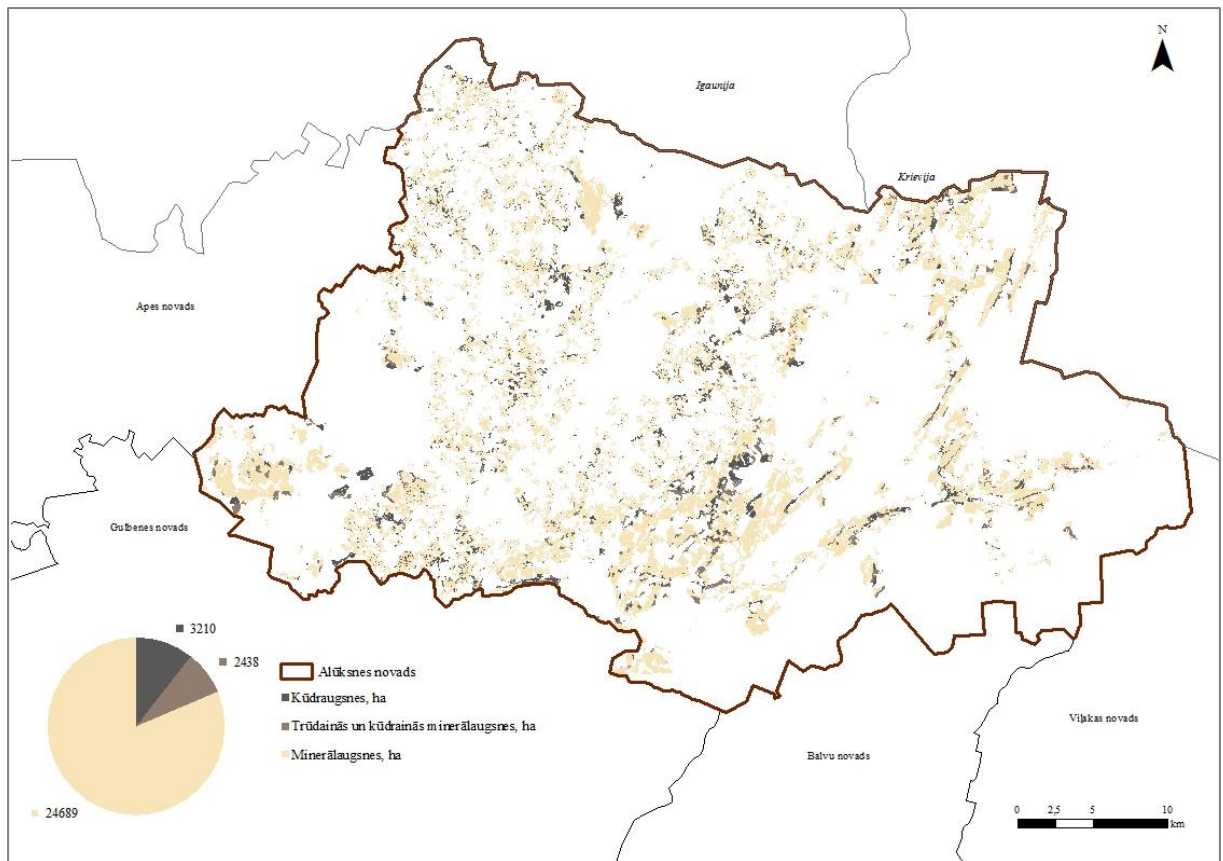 N
Igaunija
Krievija
Apes novads
Gulbenes novads
3210
2438
24689
Alūksnes novads
Kūdraugsnes, ha
Trūdainās un kūdrainās minerālaugsnes, ha
Minerālaugsnes, ha
Viļakas novads
Balvu novads
0 2,5 5 10
km